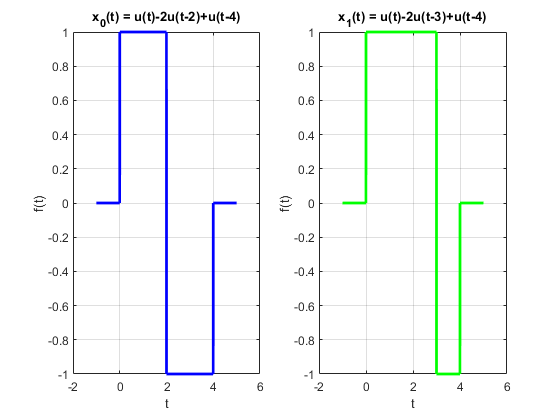 x0(t) = u(t)-2u(t-2)+u(t-4)
1
0.8
0.6
0.4
0.2
0
-0.2
-0.4
-0.6
-0.8
-1
f(t)
-2 0 2 4 6
t
x1(t) = u(t)-2u(t-3)+u(t-4)
1
0.8
0.6
0.4
0.2
0
-0.2
-0.4
-0.6
-0.8
-1
f(t)
-2 0 2 4 6
t